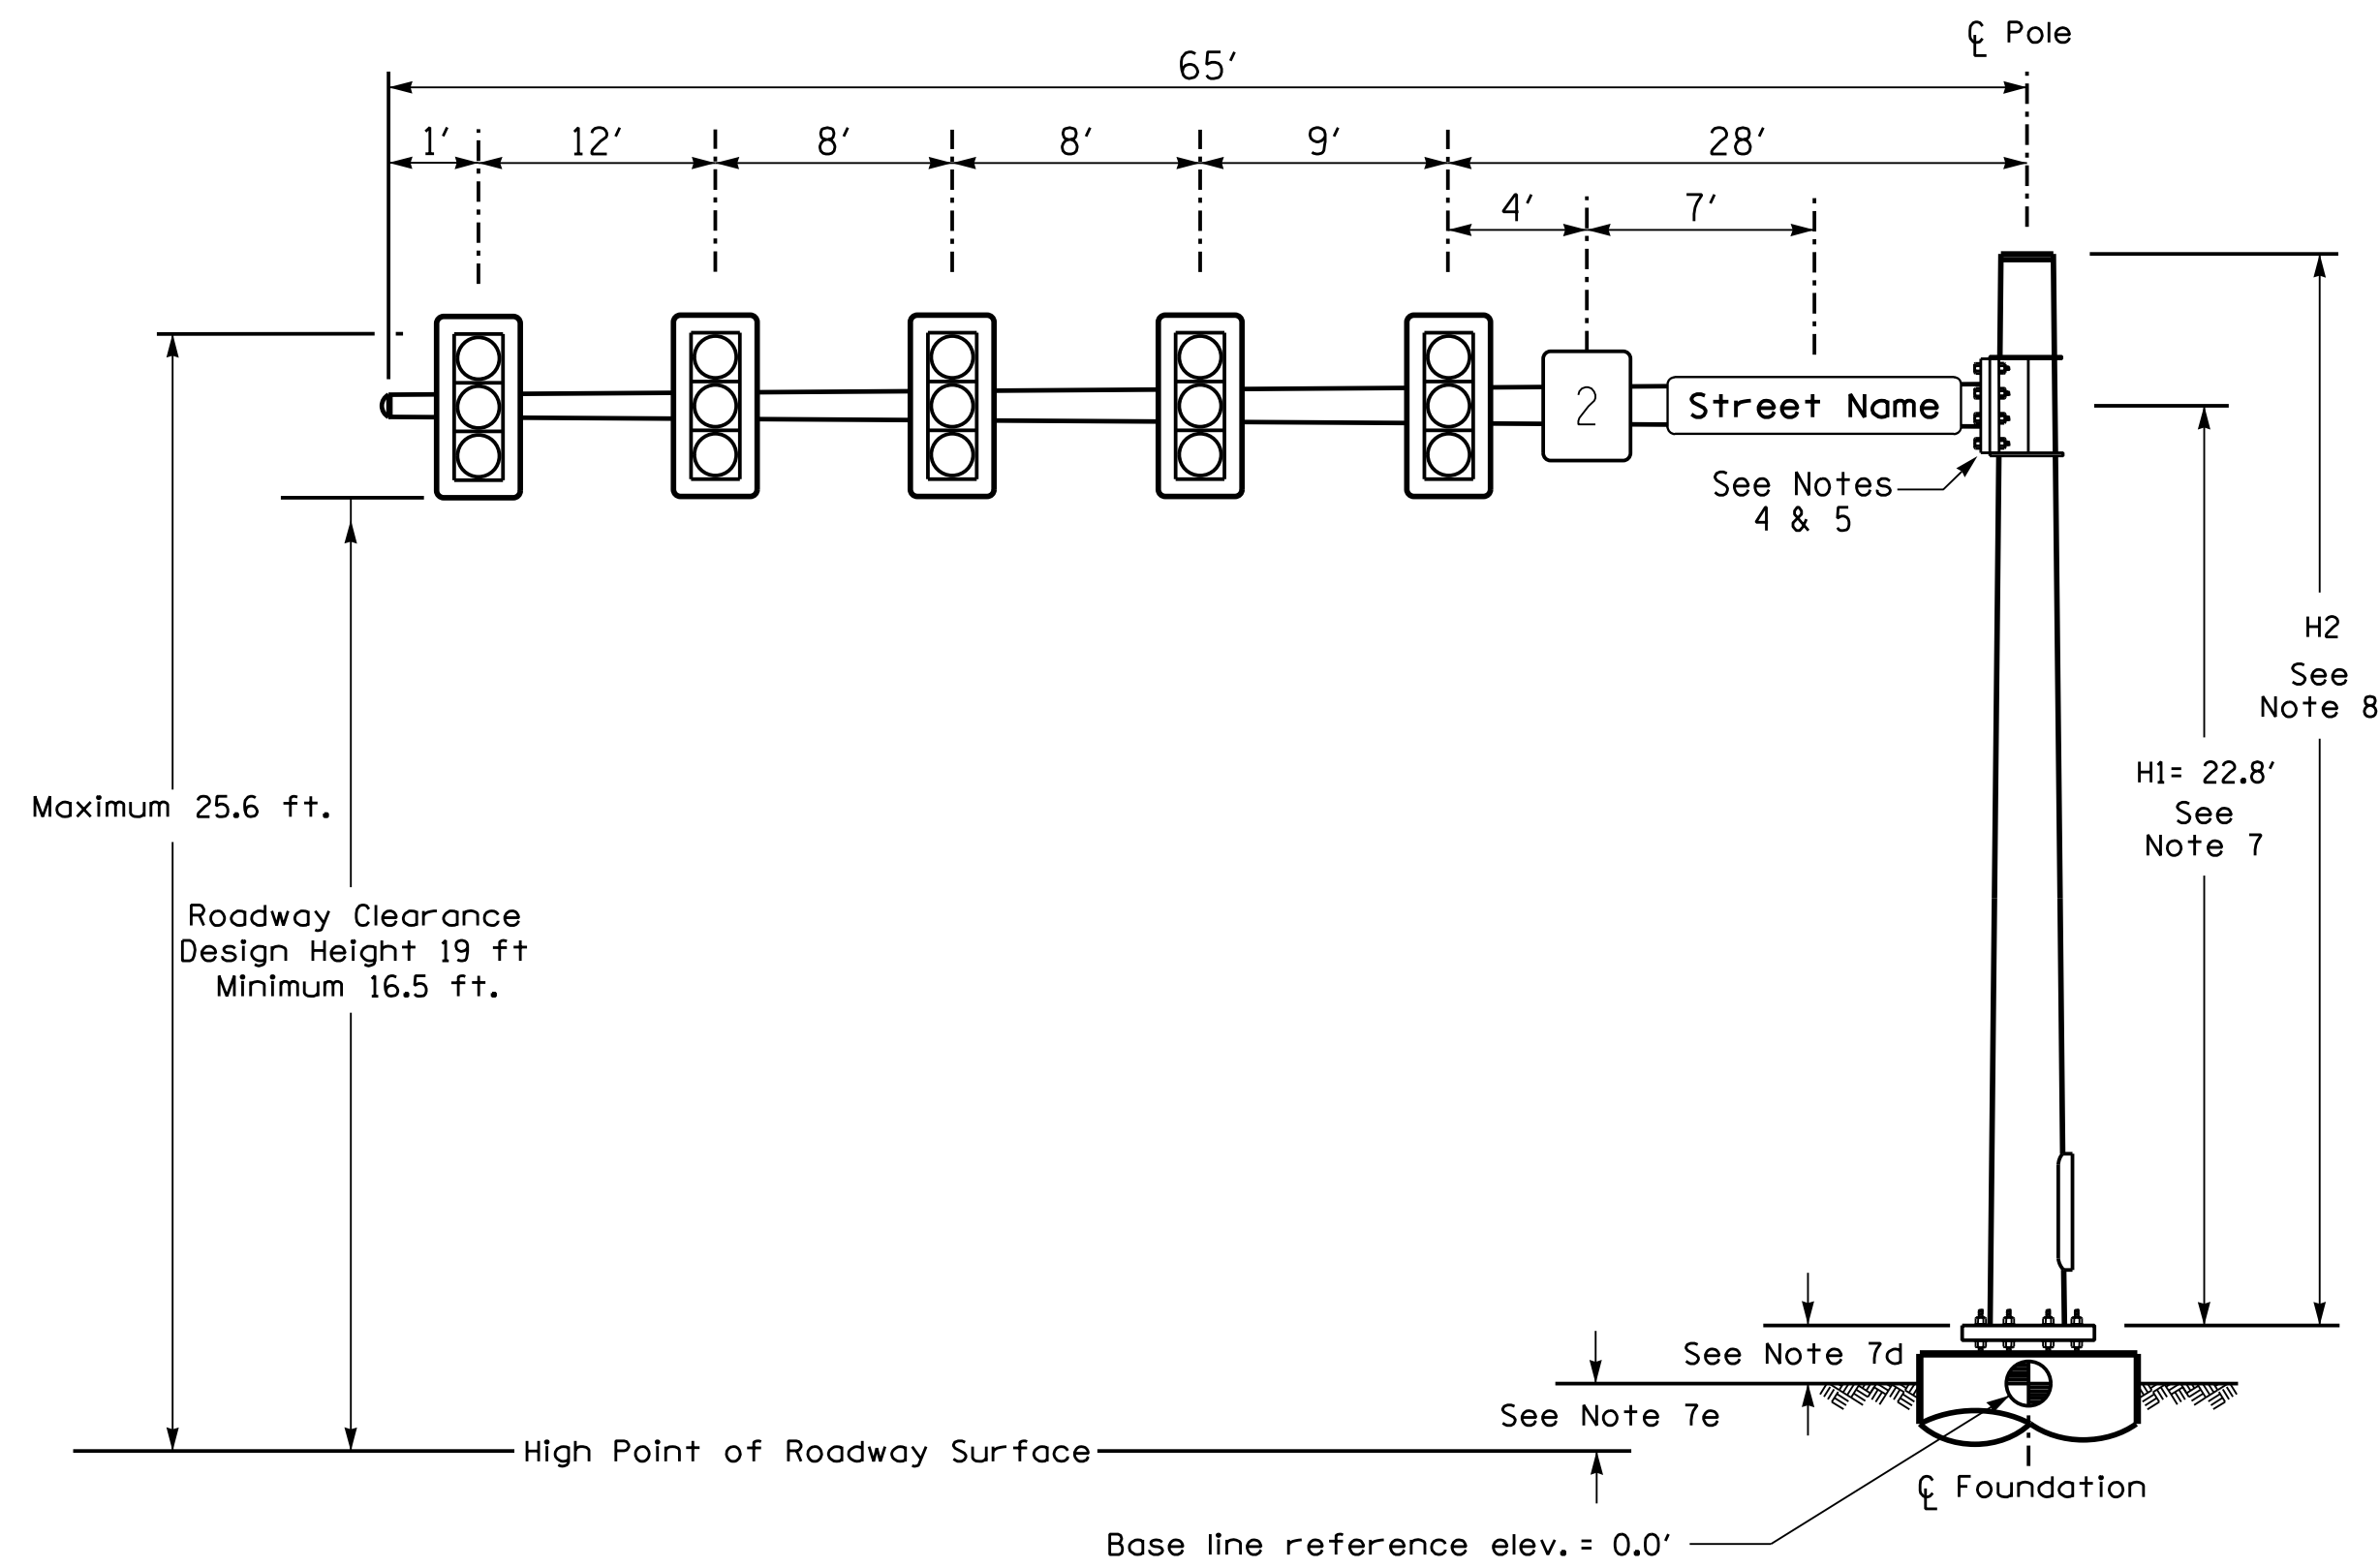 ℄ Pole
65'
1' 12' 8' 8' 9' 28'
4' 7'
2
Street Name
See Notes
4 & 5
H2
See
Note 8
H1= 22.8'
See
Note 7
Maximum 25.6 ft.
Roadway Clearance
Design Height 19 ft
Minimum 16.5 ft.
See Note 7d
See Note 7e
High Point of Roadway Surface
℄ Foundation
Base line reference elev.= 0.0'